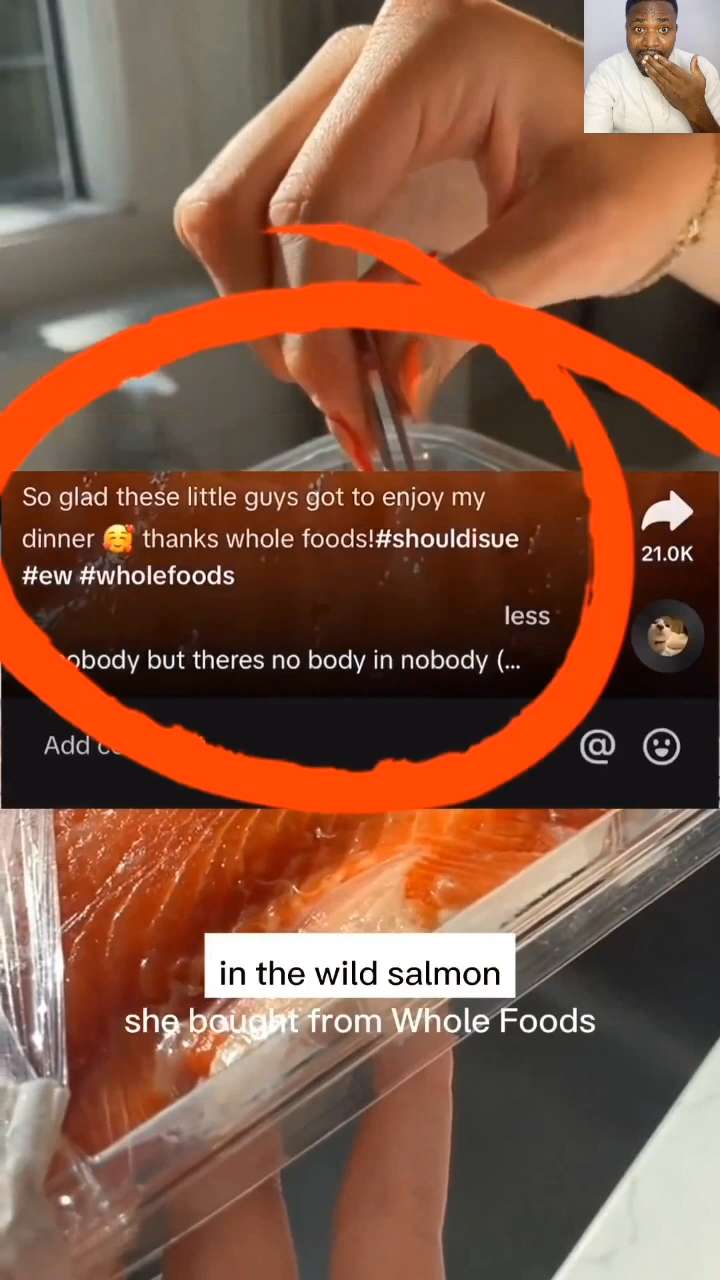 So glad these little guys got to enjoy my
dinner 🥰 thanks whole foods!#shouldisue
#ew #wholefoods
21.0K
less
but theres no body in nobody (...
Add
in the wild salmon
she bought from Whole Foods